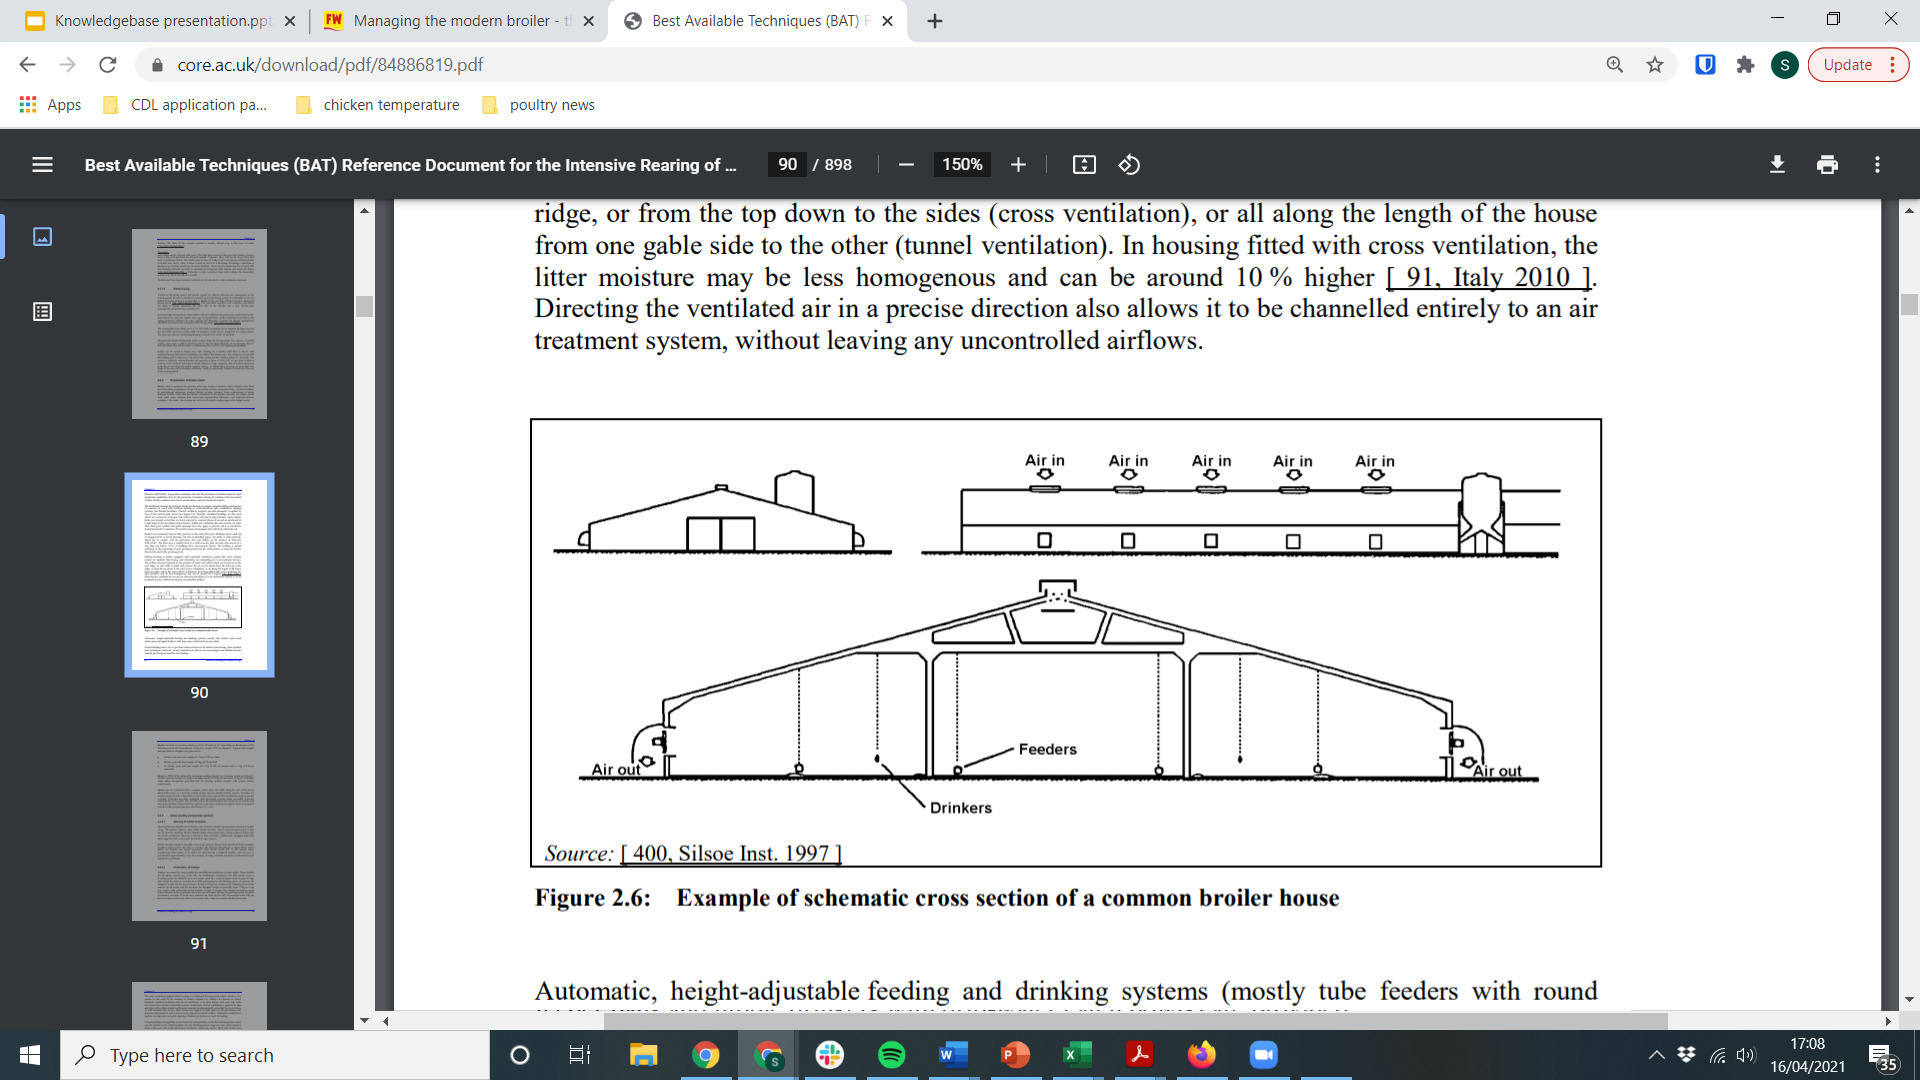 Knowledgebase presentation.ppt
FW Managing the modern broiler - t
Best Available Techniques (BAT) R
core.ac.uk/download/pdf/84886819.pdf
S
Update
Apps
CDL application pa...
chicken temperature
poultry news
Best Available Techniques (BAT) Reference Document for the Intensive Rearing of ...
90 / 898
150%
89
90
91
ridge, or from the top down to the sides (cross ventilation), or all along the length of the house
from one gable side to the other (tunnel ventilation). In housing fitted with cross ventilation, the
litter moisture may be less homogenous and can be around 10 % higher [ 91, Italy 2010 ].
Directing the ventilated air in a precise direction also allows it to be channelled entirely to an air
treatment system, without leaving any uncontrolled airflows.
Air in Air in Air in Air in Air in
Feeders
Air out
Air out
Drinkers
Source: [ 400, Silsoe Inst. 1997 ]
Figure 2.6: Example of schematic cross section of a common broiler house
Automatic, height-adjustable feeding and drinking systems (mostly tube feeders with round
Type here to search
17:08
16/04/2021
35